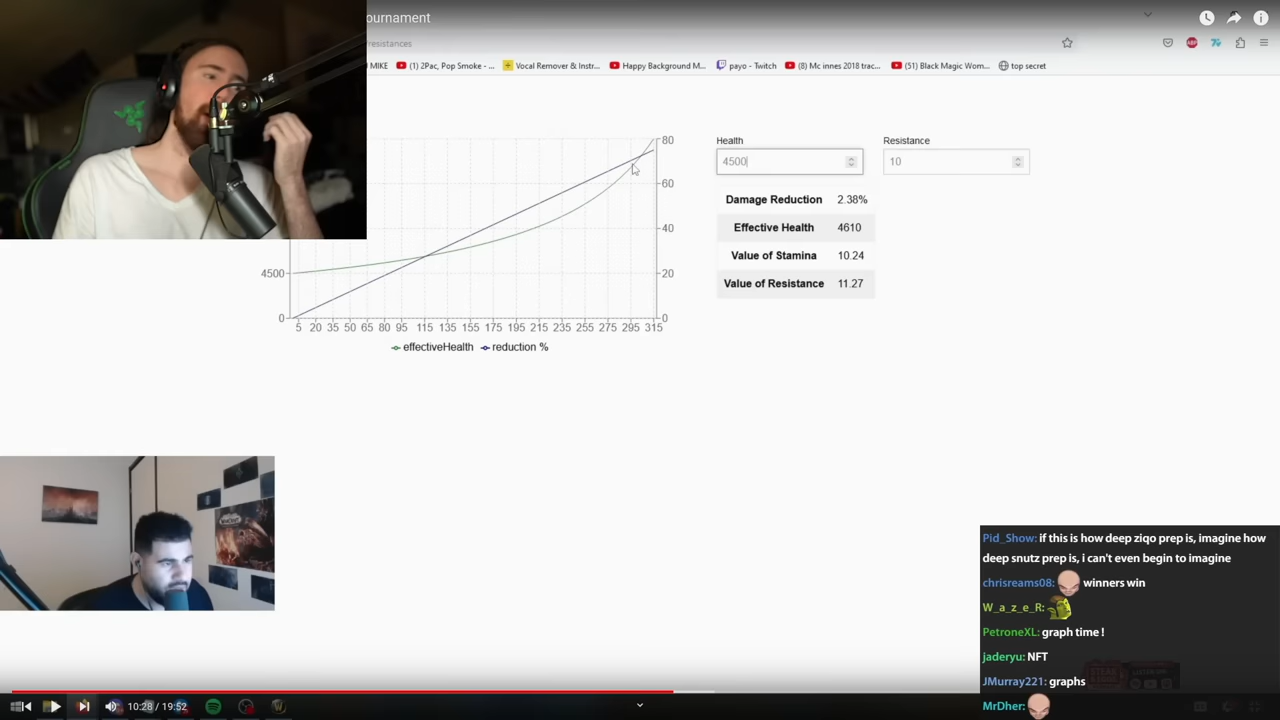 ournament
resistances
MIKE
(1) 2Pac, Pop Smoke - ...
Vocal Remover & Instr...
Happy Background M...
payo - Twitch
(8) Mc innes 2018 trac...
(51) Black Magic Wom...
top secret
Health
Resistance
4500
10
Damage Reduction 2.38%
Effective Health 4610
Value of Stamina 10.24
Value of Resistance 11.27
80
60
40
4500
20
0
0
5 20 35 50 65 80 95 115 135 155 175 195 215 235 255 275 295 315
effectiveHealth reduction %
Pid_Show: if this is how deep ziqo prep is, imagine how
deep snutz prep is, i can't even begin to imagine
chrisreams08: winners win
W_a_z_e_R:
PetroneXL: graph time !
jaderyu: NFT
JMurray221: graphs
MrDher:
10:28 / 19:52